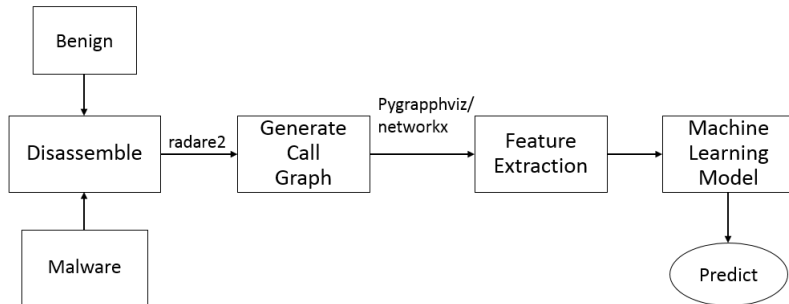 Benign
Disassemble
Malware
radare2
Generate
Call
Graph
Pygrapphviz/
networkx
Feature
Extraction
Machine
Learning
Model
Predict